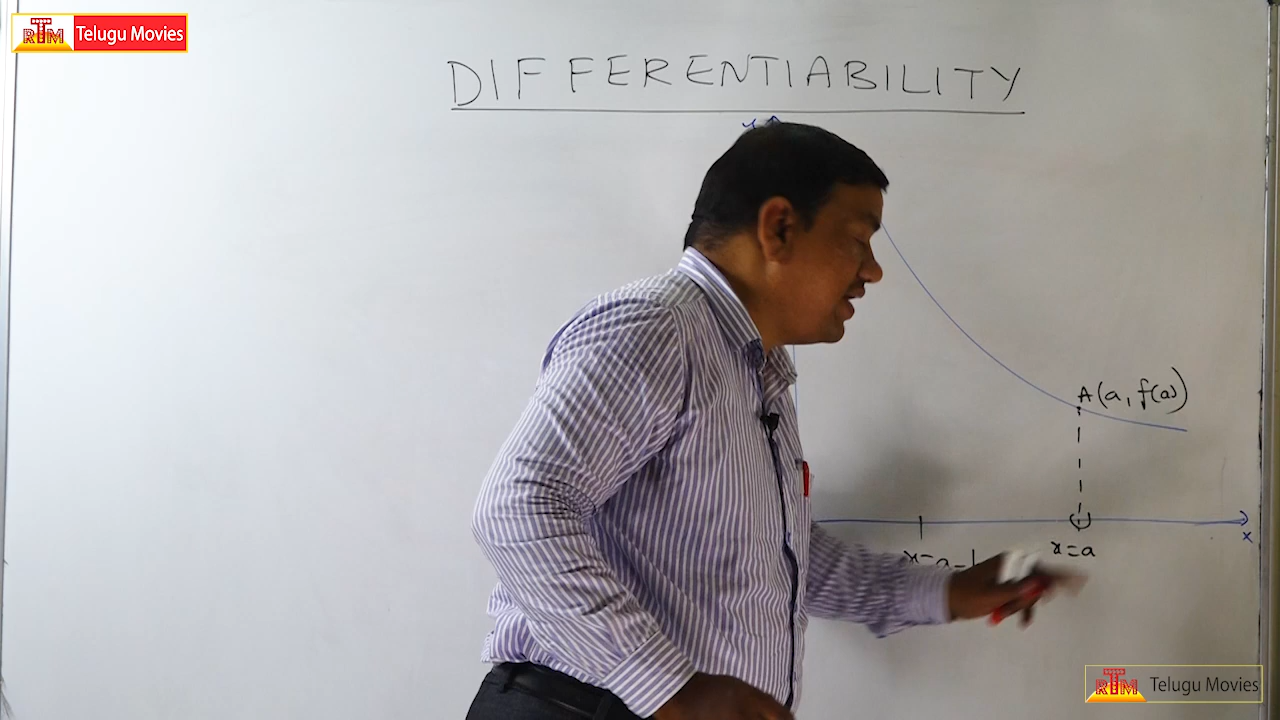 RTM Telugu Movies
DIFFERENTIABILITY
A(a, f(a))
x
x=a-
x=a
RTM Telugu Movies